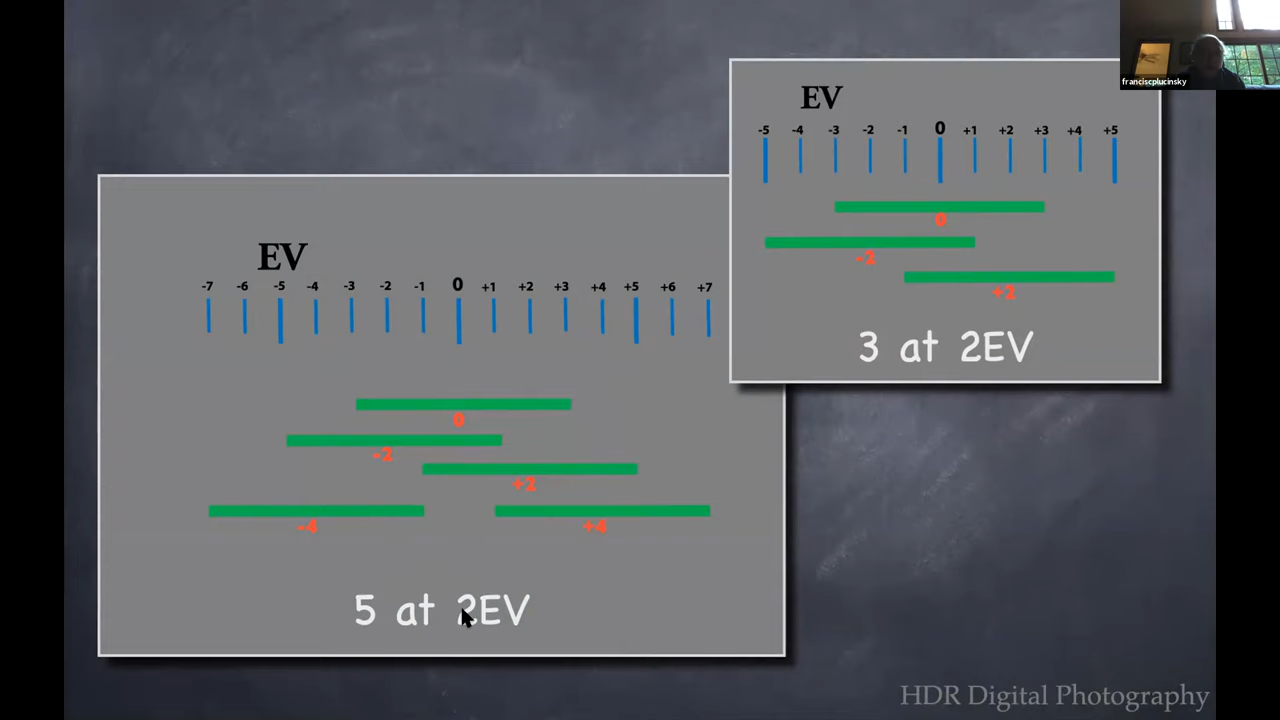 franciscplucinsky
EV
-5 -4 -3 -2 -1 0 +1 +2 +3 +4 +5
0
-2
+2
3 at 2EV
EV
-7 -6 -5 -4 -3 -2 -1 0 +1 +2 +3 +4 +5 +6 +7
0
-2
+2
-4 +4
5 at 2EV
HDR Digital Photography